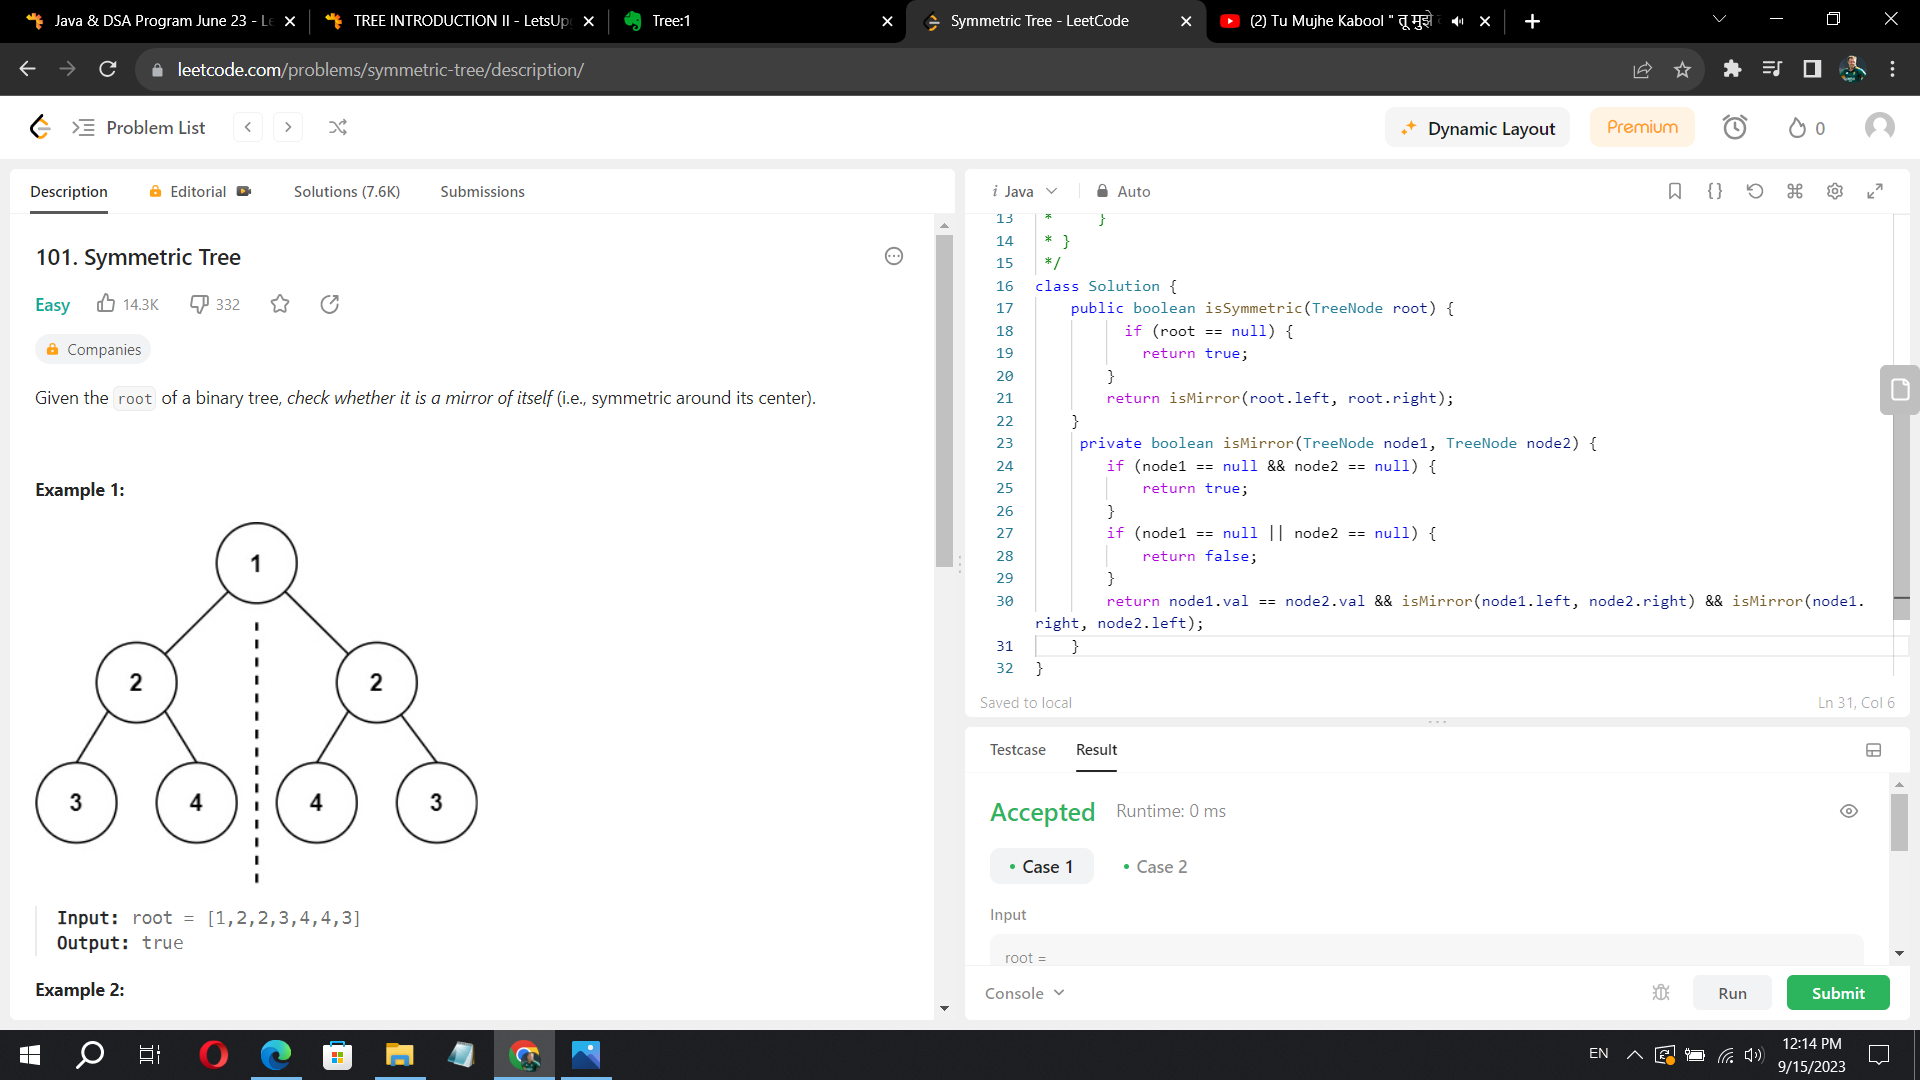 Java & DSA Program June 23 - Le
TREE INTRODUCTION II - LetsUp
Tree:1
Symmetric Tree - LeetCode
(2) Tu Mujhe Kabool " तू मुझे
leetcode.com/problems/symmetric-tree/description/
Problem List
Dynamic Layout
Premium
0
Description
Editorial
Solutions (7.6K)
Submissions
101. Symmetric Tree
Easy
14.3K
332
Companies
Given the root of a binary tree, check whether it is a mirror of itself (i.e., symmetric around its center).
Example 1:
1
2 2
3 4 4 3
Input: root = [1,2,2,3,4,4,3]
Output: true
Example 2:
i Java
Auto
13 * }
14 * }
15 */
16 class Solution {
17 public boolean isSymmetric(TreeNode root) {
18 if (root == null) {
19 return true;
20 }
21 return isMirror(root.left, root.right);
22 }
23 private boolean isMirror(TreeNode node1, TreeNode node2) {
24 if (node1 == null && node2 == null) {
25 return true;
26 }
27 if (node1 == null || node2 == null) {
28 return false;
29 }
30 return node1.val == node2.val && isMirror(node1.left, node2.right) && isMirror(node1.
right, node2.left);
31 }
32 }
Saved to local
Ln 31, Col 6
Testcase
Result
Accepted
Runtime: 0 ms
• Case 1
• Case 2
Input
root =
Console
Run
Submit
EN
12:14 PM
9/15/2023